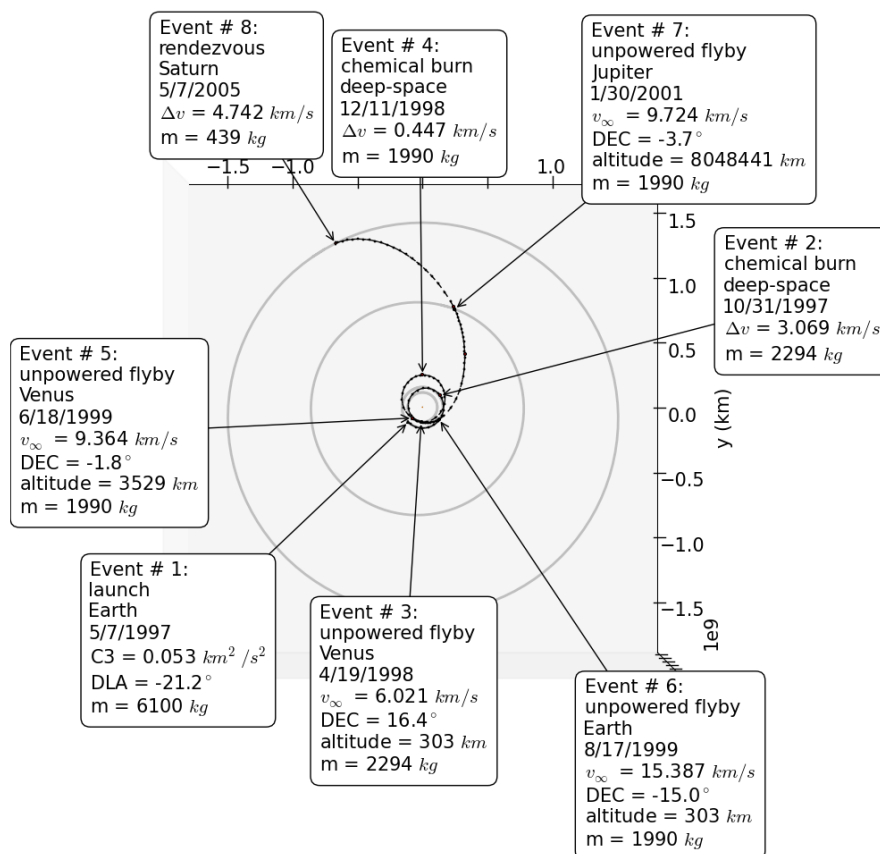 Event # 8:
rendezvous
Saturn
5/7/2005
Δv = 4.742 km/s
m = 439 kg
Event # 4:
chemical burn
deep-space
12/11/1998
Δv = 0.447 km/s
m = 1990 kg
Event # 7:
unpowered flyby
Jupiter
1/30/2001
v∞ = 9.724 km/s
DEC = -3.7°
altitude = 8048441 km
m = 1990 kg
−1.5 −1.0 1.0
Event # 2:
chemical burn
deep-space
10/31/1997
Δv = 3.069 km/s
m = 2294 kg
1.5
1.0
0.5
0.0
−0.5
−1.0
−1.5
y (km)
1e9
Event # 5:
unpowered flyby
Venus
6/18/1999
v∞ = 9.364 km/s
DEC = -1.8°
altitude = 3529 km
m = 1990 kg
Event # 1:
launch
Earth
5/7/1997
C3 = 0.053 km² /s²
DLA = -21.2°
m = 6100 kg
Event # 3:
unpowered flyby
Venus
4/19/1998
v∞ = 6.021 km/s
DEC = 16.4°
altitude = 303 km
m = 2294 kg
Event # 6:
unpowered flyby
Earth
8/17/1999
v∞ = 15.387 km/s
DEC = -15.0°
altitude = 303 km
m = 1990 kg